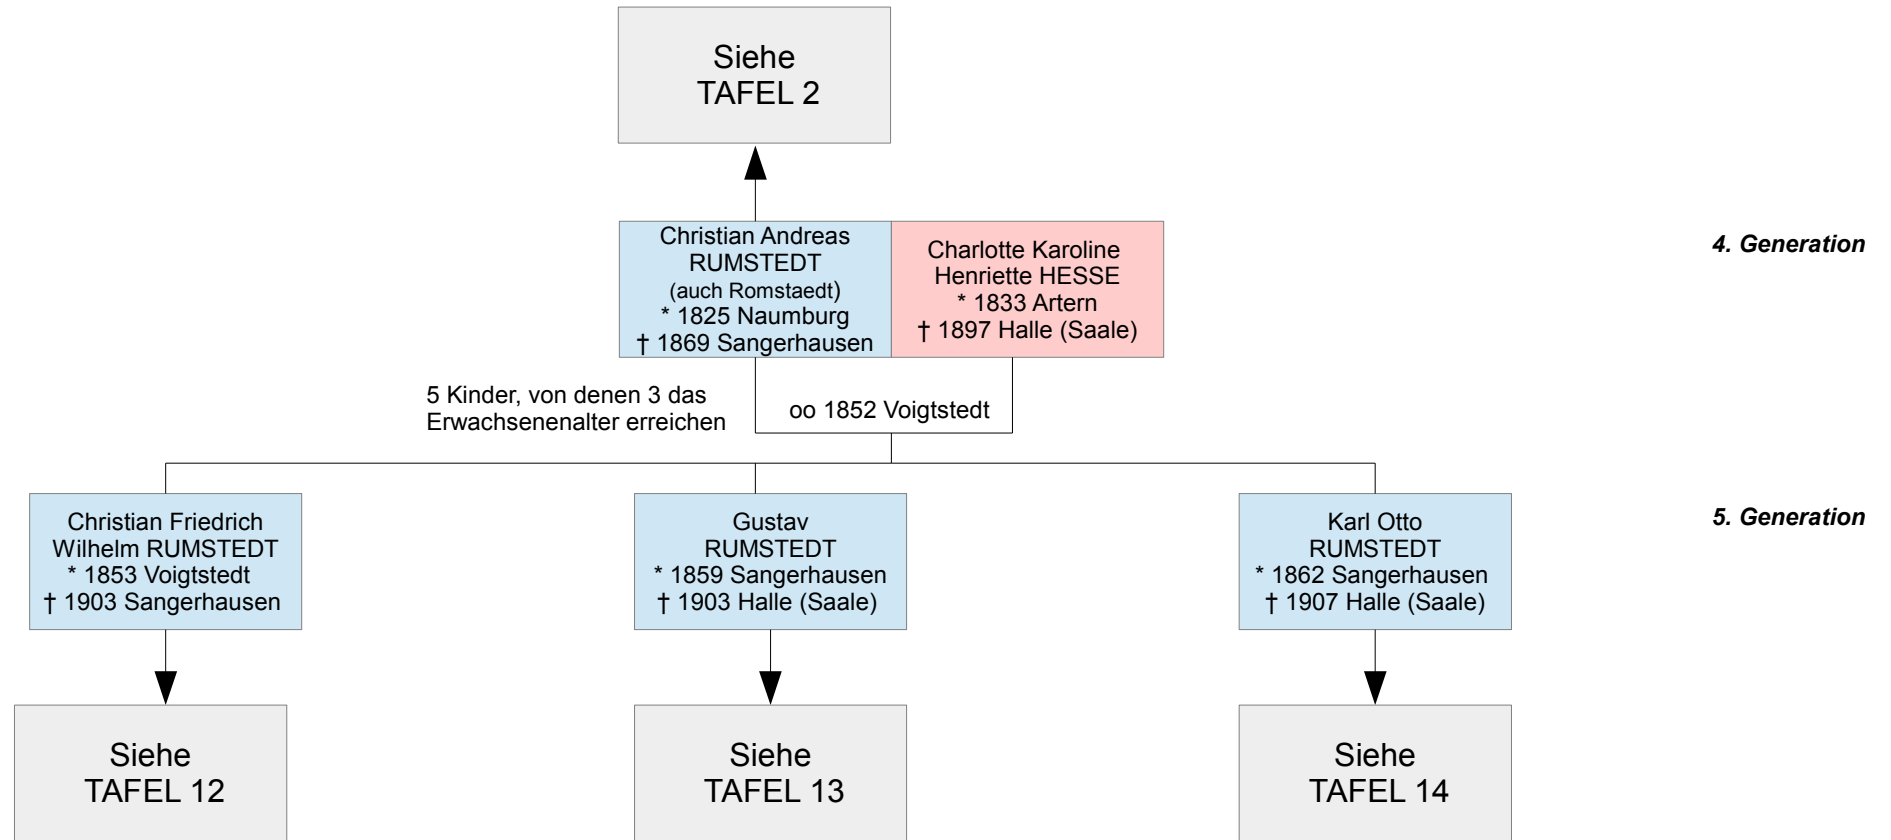 Siehe
TAFEL 2
Christian Andreas
RUMSTEDT
(auch Romstaedt)
* 1825 Naumburg
† 1869 Sangerhausen
Charlotte Karoline
Henriette HESSE
* 1833 Artern
† 1897 Halle (Saale)
4. Generation
5 Kinder, von denen 3 das
Erwachsenenalter erreichen
oo 1852 Voigtstedt
Christian Friedrich
Wilhelm RUMSTEDT
* 1853 Voigtstedt
† 1903 Sangerhausen
Gustav
RUMSTEDT
* 1859 Sangerhausen
† 1903 Halle (Saale)
Karl Otto
RUMSTEDT
* 1862 Sangerhausen
† 1907 Halle (Saale)
5. Generation
Siehe
TAFEL 12
Siehe
TAFEL 13
Siehe
TAFEL 14